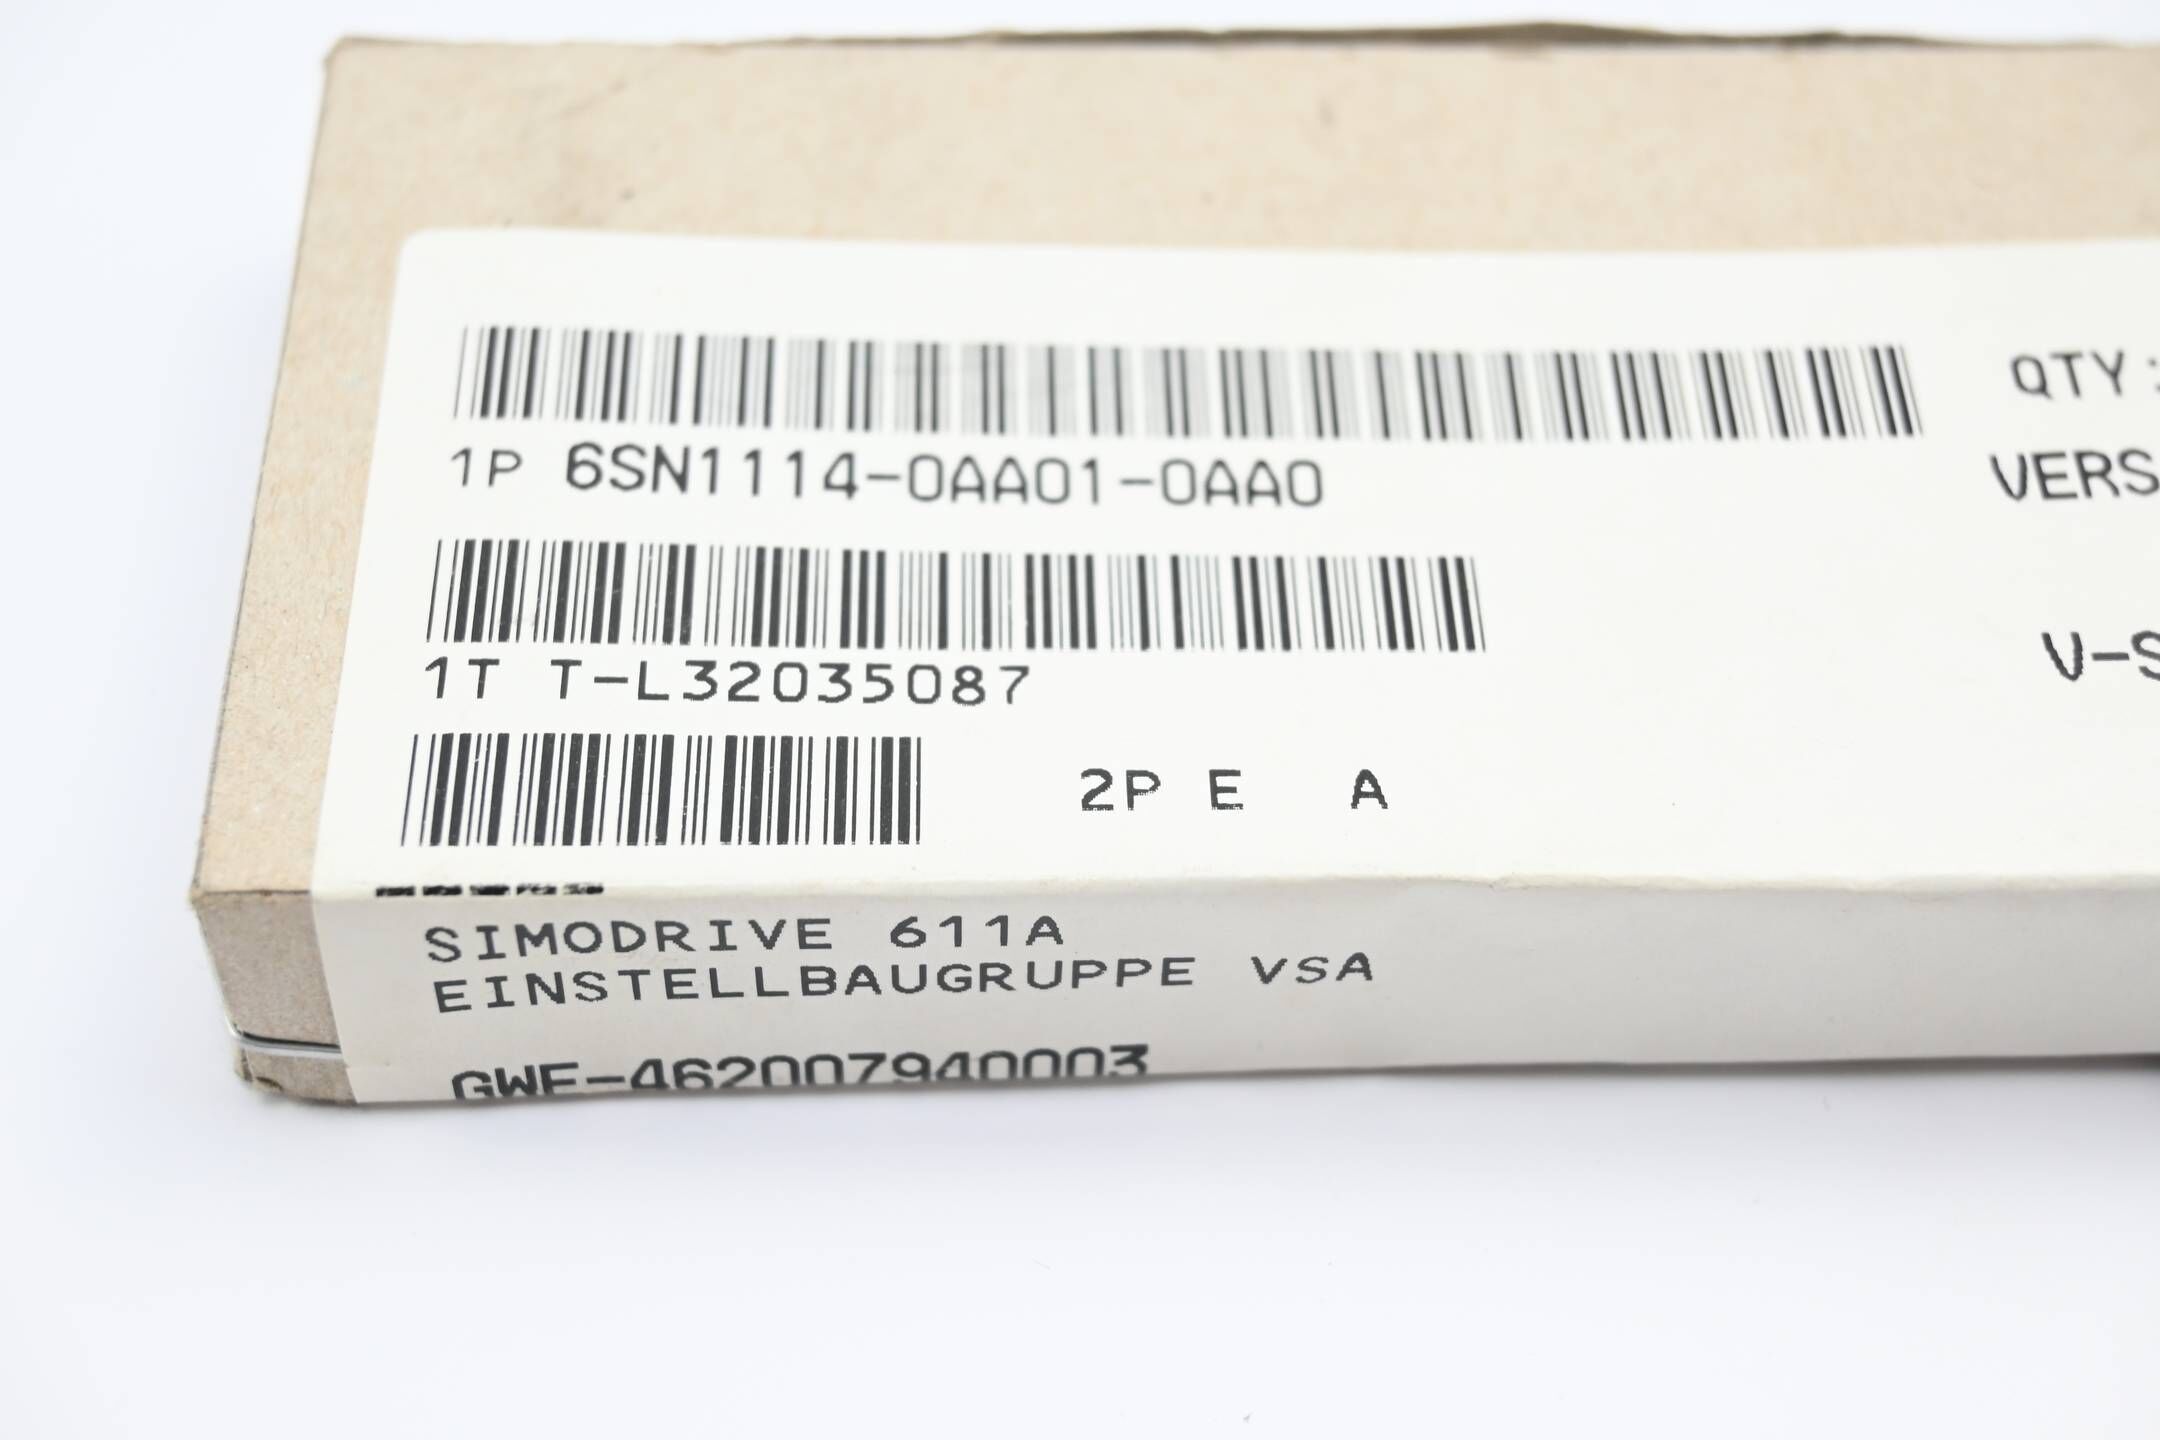 QTY:
1P 6SN1114-0AA01-0AA0
VERS
1T T-L32035087
V-S
2P E A
SIMODRIVE 611A
EINSTELLBAUGRUPPE VSA
GWE-462007940003